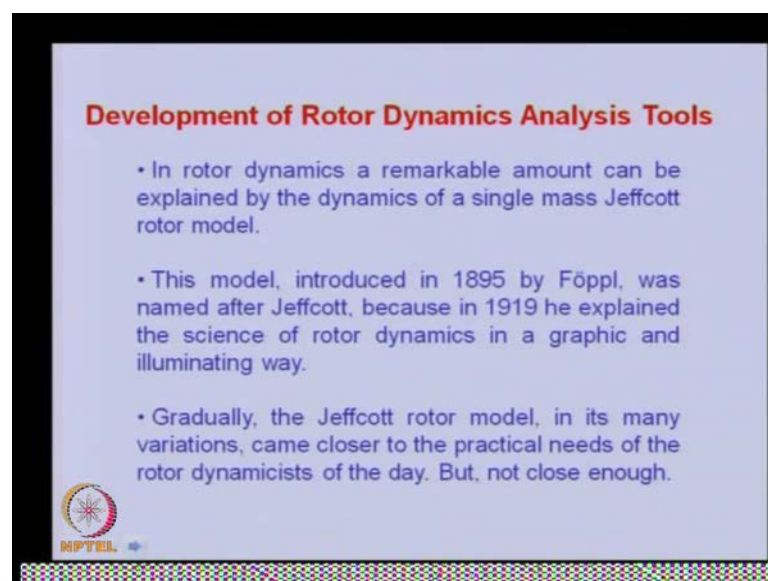 Development of Rotor Dynamics Analysis Tools
• In rotor dynamics a remarkable amount can be
explained by the dynamics of a single mass Jeffcott
rotor model.
• This model, introduced in 1895 by Föppl, was
named after Jeffcott, because in 1919 he explained
the science of rotor dynamics in a graphic and
illuminating way.
• Gradually, the Jeffcott rotor model, in its many
variations, came closer to the practical needs of the
rotor dynamicists of the day. But, not close enough.
NPTEL